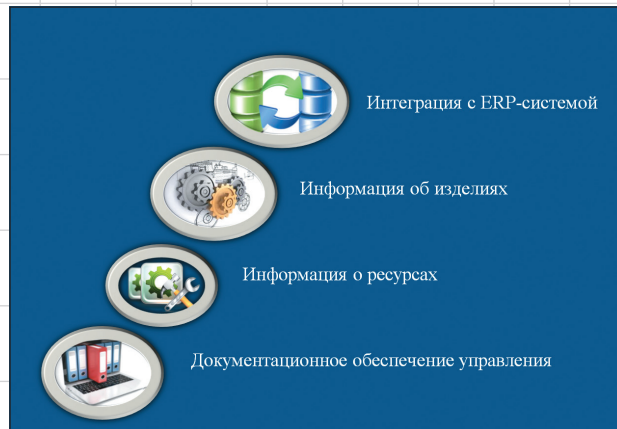 Интеграция с ERP-системой
Информация об изделиях
Информация о ресурсах
Документационное обеспечение управления